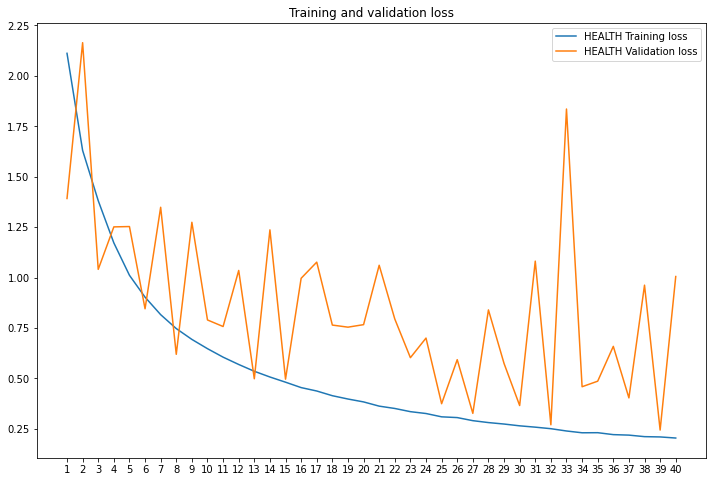 Training and validation loss
HEALTH Training loss
HEALTH Validation loss
2.25
2.00
1.75
1.50
1.25
1.00
0.75
0.50
0.25
1 2 3 4 5 6 7 8 9 10 11 12 13 14 15 16 17 18 19 20 21 22 23 24 25 26 27 28 29 30 31 32 33 34 35 36 37 38 39 40